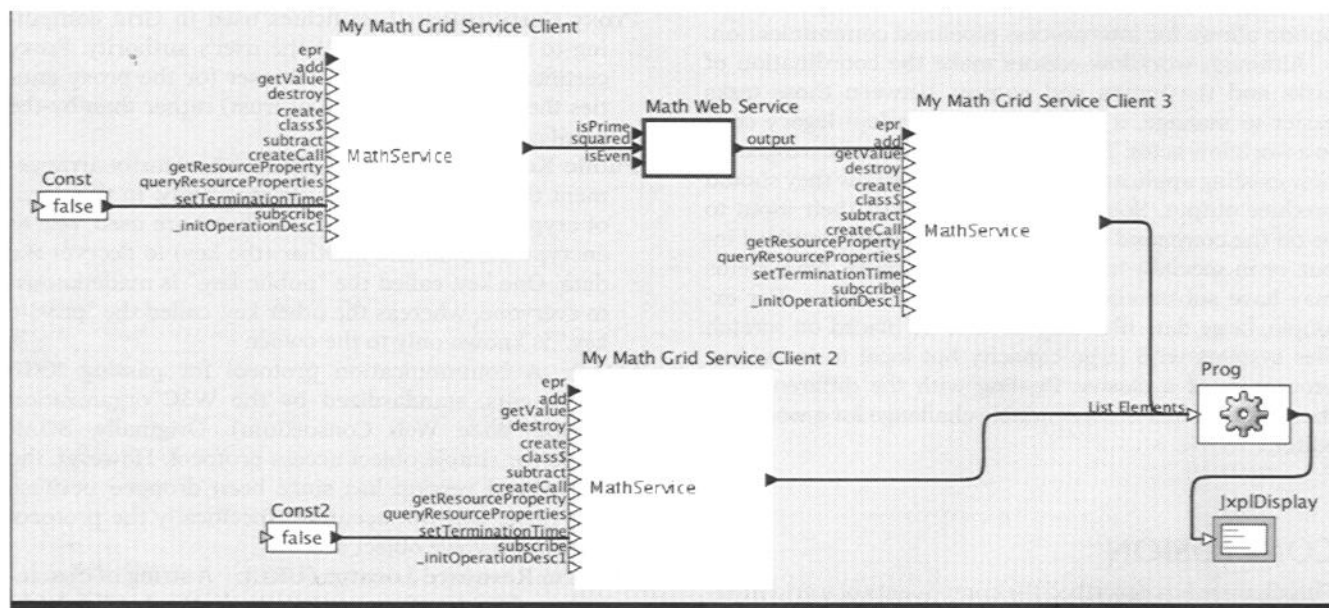 My Math Grid Service Client
epr
add
getValue
destroy
create
class$
subtract
createCall
getResourceProperty
queryResourceProperties
setTerminationTime
subscribe
_initOperationDesc1
MathService
Const
false
Math Web Service
isPrime
squared
isEven
output
My Math Grid Service Client 3
epr
add
getValue
destroy
create
class$
subtract
createCall
getResourceProperty
queryResourceProperties
setTerminationTime
subscribe
_initOperationDesc1
MathService
My Math Grid Service Client 2
epr
add
getValue
destroy
create
class$
subtract
createCall
getResourceProperty
queryResourceProperties
setTerminationTime
subscribe
_initOperationDesc1
MathService
Const2
false
Prog
List Elements
JxplDisplay